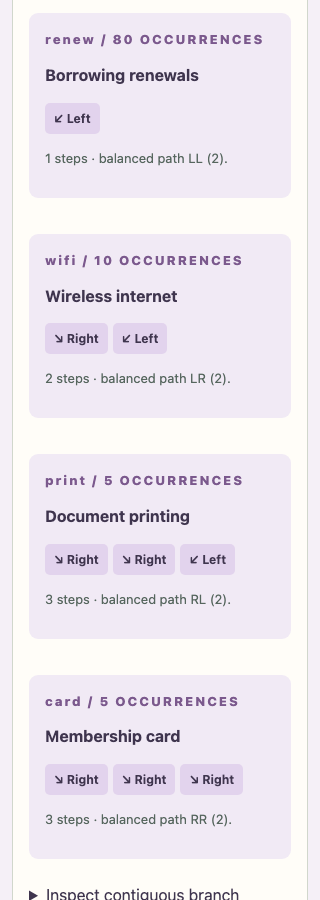 renew / 80 OCCURRENCES
Borrowing renewals
↙ Left
1 steps · balanced path LL (2).
wifi / 10 OCCURRENCES
Wireless internet
↘ Right ↙ Left
2 steps · balanced path LR (2).
print / 5 OCCURRENCES
Document printing
↘ Right ↘ Right ↙ Left
3 steps · balanced path RL (2).
card / 5 OCCURRENCES
Membership card
↘ Right ↘ Right ↘ Right
3 steps · balanced path RR (2).
▶ Inspect contiguous branch